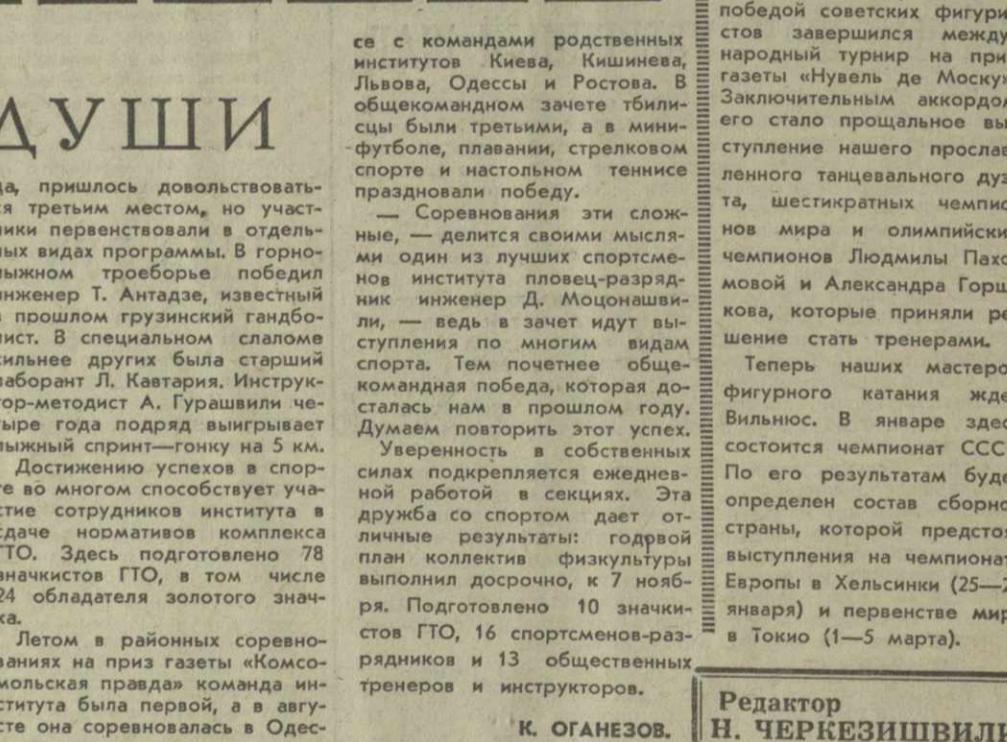 ДУШИ
да, пришлось довольствовать-
ся третьим местом, но участ-
ники первенствовали в отдель-
ных видах программы. В горно-
лыжном троеборье победил
инженер Т. Антадзе, известный
в прошлом грузинский гандбо-
лист. В специальном слаломе
сильнее других была старший
лаборант Л. Кавтария. Инструк-
тор-методист А. Гурашвили че-
тыре года подряд выигрывает
лыжный спринт—гонку на 5 км.
Достижению успехов в спор-
те во многом способствует уча-
стие сотрудников института в
сдаче нормативов комплекса
ГТО. Здесь подготовлено 78
значкистов ГТО, в том числе
24 обладателя золотого знач-
ка.
Летом в районных соревно-
ваниях на приз газеты «Комсо-
мольская правда» команда ин-
ститута была первой, а в авгу-
сте она соревновалась в Одес-
се с командами родственных
институтов Киева, Кишинева,
Львова, Одессы и Ростова. В
общекомандном зачете тбили-
сцы были третьими, а в мини-
футболе, плавании, стрелковом
спорте и настольном теннисе
праздновали победу.
— Соревнования эти слож-
ные, — делится своими мысля-
ми один из лучших спортсме-
нов института пловец-разряд-
ник инженер Д. Моцонашви-
ли, — ведь в зачет идут вы-
ступления по многим видам
спорта. Тем почетнее обще-
командная победа, которая до-
сталась нам в прошлом году.
Думаем повторить этот успех.
Уверенность в собственных
силах подкрепляется ежеднев-
ной работой в секциях. Эта
дружба со спортом дает от-
личные результаты: годовой
план коллектив физкультуры
выполнил досрочно, к 7 нояб-
ря. Подготовлено 10 значки-
стов ГТО, 16 спортсменов-раз-
рядников и 13 общественных
тренеров и инструкторов.
К. ОГАНЕЗОВ.
победой советских фигури
стов завершился между
народный турнир на при
газеты «Нувель де Моску»
Заключительным аккордо
его стало прощальное вы
ступление нашего прослав
ленного танцевального дуэ
та, шестикратных чемпио
нов мира и олимпийски
чемпионов Людмилы Пахо
мовой и Александра Горш
кова, которые приняли ре
шение стать тренерами.
Теперь наших мастеро
фигурного катания жде
Вильнюс. В январе здес
состоится чемпионат ССС
По его результатам буде
определен состав сборно
страны, которой предсто
выступления на чемпионат
Европы в Хельсинки (25—
января) и первенстве мир
в Токио (1—5 марта).
Редактор
Н. ЧЕРКЕЗИШВИЛИ